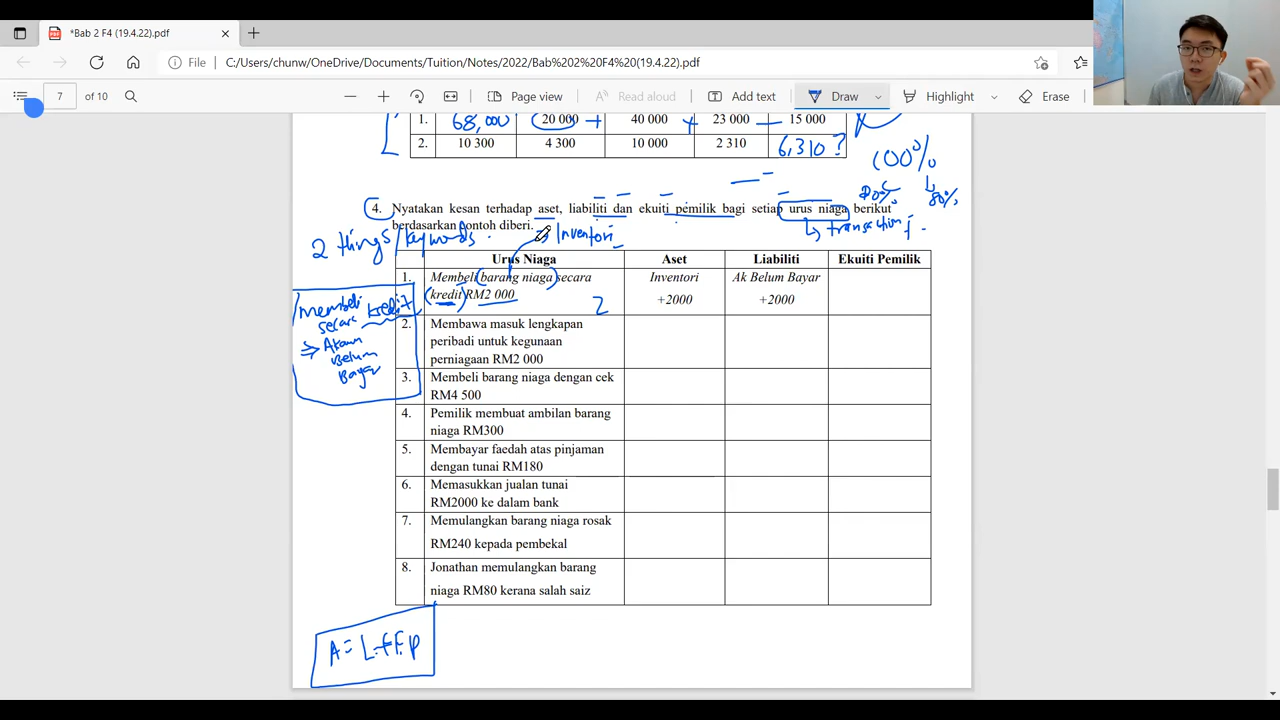 *Bab 2 F4 (19.4.22).pdf
File C:/Users/chunw/OneDrive/Documents/Tuition/Notes/2022/Bab%202%20F4%20(19.4.22).pdf
7 of 10 Page view Read aloud Add text Draw Highlight Erase
1. 68,000 20 000 + 40 000 + 23 000 15 000
2. 10 300 4 300 10 000 2 310 6,310 ?
100%
80%
4. Nyatakan kesan terhadap aset, liabiliti dan ekuiti pemilik bagi setiap urus niaga berikut
berdasarkan contoh diberi.
Inventori
transaction
2 things/keywords
Urus Niaga Aset Liabiliti Ekuiti Pemilik
1. Membeli barang niaga secara kredit RM2 000 Inventori +2000 Ak Belum Bayar +2000
2
membeli
secara kredit
Akaun
Belum
Bayar
2. Membawa masuk lengkapan
peribadi untuk kegunaan
perniagaan RM2 000
3. Membeli barang niaga dengan cek
RM4 500
4. Pemilik membuat ambilan barang
niaga RM300
5. Membayar faedah atas pinjaman
dengan tunai RM180
6. Memasukkan jualan tunai
RM2000 ke dalam bank
7. Memulangkan barang niaga rosak
RM240 kepada pembekal
8. Jonathan memulangkan barang
niaga RM80 kerana salah saiz
A = L + E.P